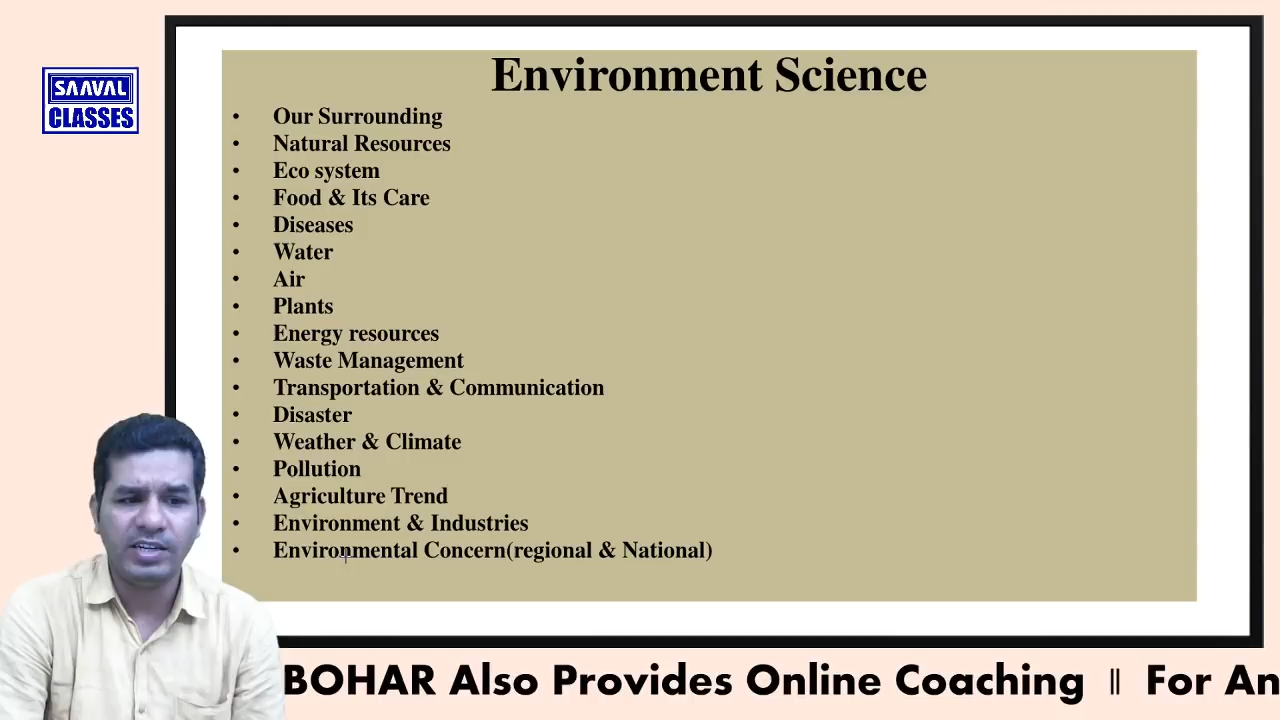 Environment Science
SAAVAL
CLASSES
• Our Surrounding
• Natural Resources
• Eco system
• Food & Its Care
• Diseases
• Water
• Air
• Plants
• Energy resources
• Waste Management
• Transportation & Communication
• Disaster
• Weather & Climate
• Pollution
• Agriculture Trend
• Environment & Industries
• Environmental Concern(regional & National)
BOHAR Also Provides Online Coaching || For An